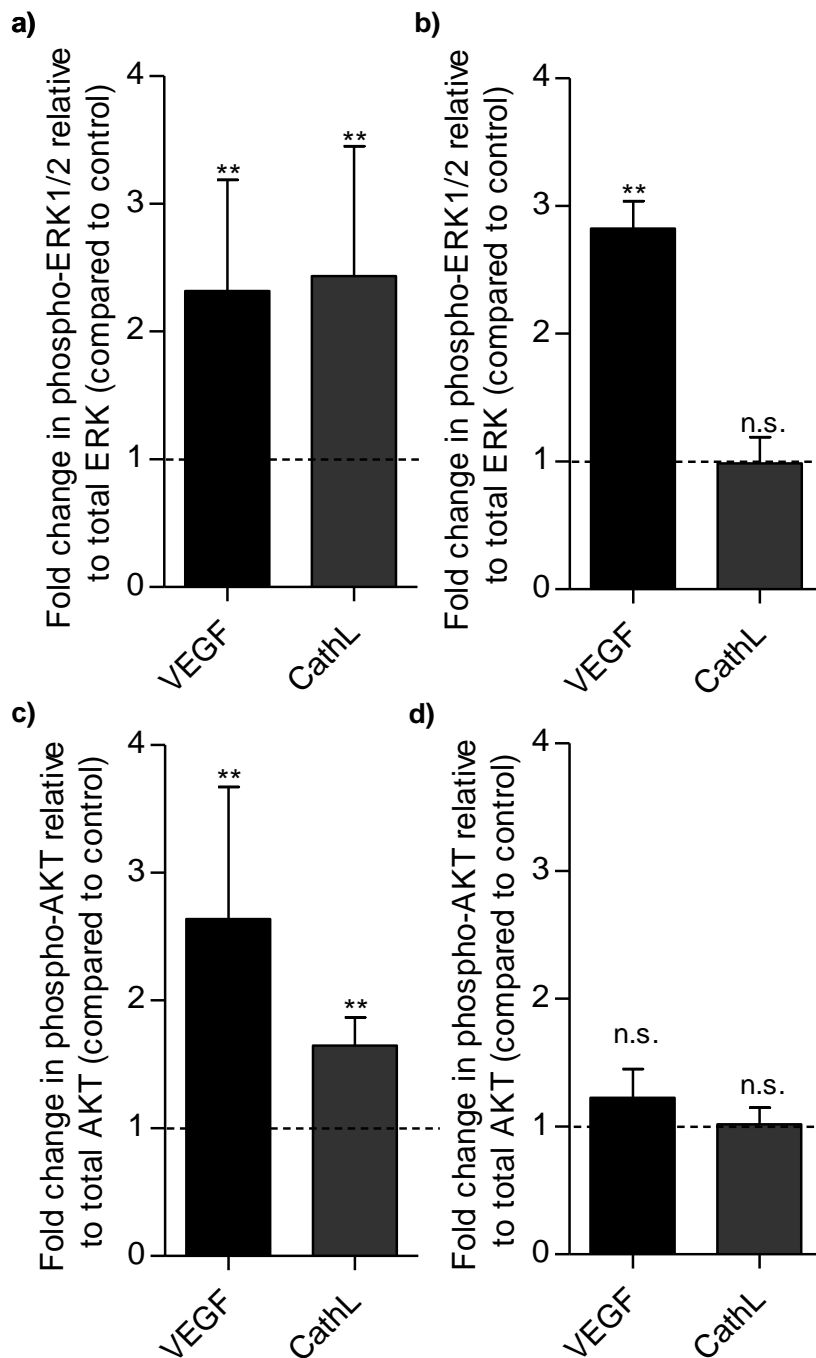 a)
Fold change in phospho-ERK1/2 relative
to total ERK (compared to control)
4
3
2
1
0
**
**
VEGF
CathL
b)
Fold change in phospho-ERK1/2 relative
to total ERK (compared to control)
4
3
2
1
0
**
n.s.
VEGF
CathL
c)
Fold change in phospho-AKT relative
to total AKT (compared to control)
4
3
2
1
0
**
**
VEGF
CathL
d)
Fold change in phospho-AKT relative
to total AKT (compared to control)
4
3
2
1
0
n.s.
n.s.
VEGF
CathL